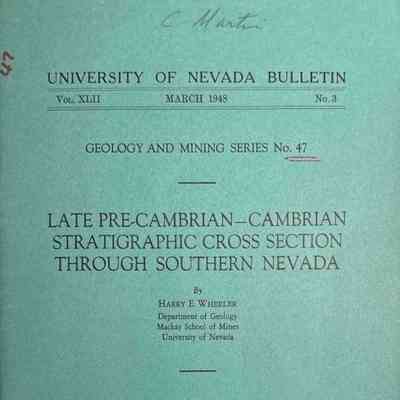 C Martin
47
UNIVERSITY OF NEVADA BULLETIN
VOL. XLII MARCH 1948 No. 3
GEOLOGY AND MINING SERIES No. 47
LATE PRE-CAMBRIAN—CAMBRIAN
STRATIGRAPHIC CROSS SECTION
THROUGH SOUTHERN NEVADA
By
HARRY E. WHEELER
Department of Geology
Mackay School of Mines
University of Nevada